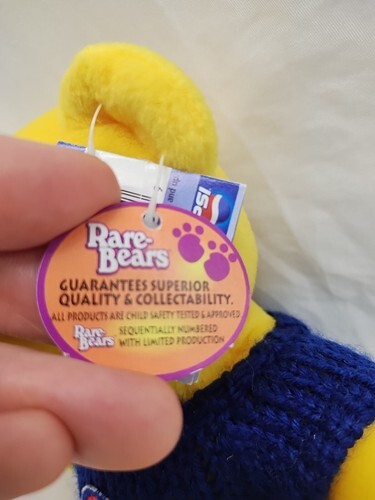 Rare-
Bears
GUARANTEES SUPERIOR
QUALITY & COLLECTABILITY.
ALL PRODUCTS ARE CHILD SAFETY TESTED & APPROVED
Rare-
Bears
SEQUENTIALLY NUMBERED
WITH LIMITED PRODUCTION